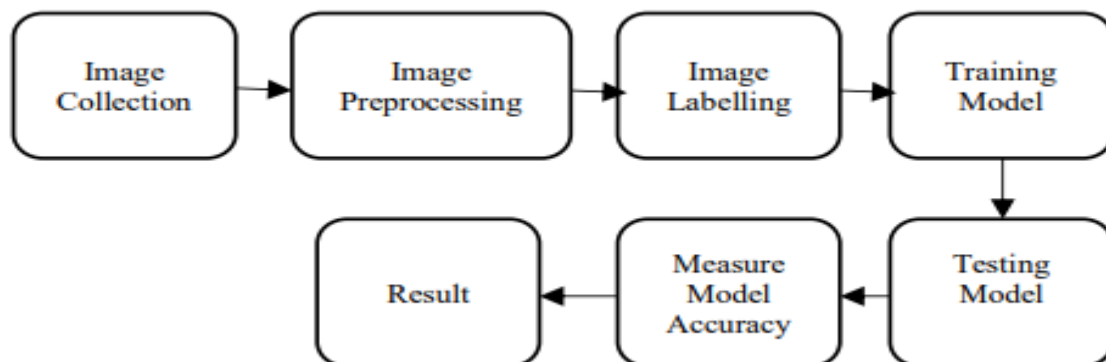 Image
Collection
Image
Preprocessing
Image
Labelling
Training
Model
Testing
Model
Measure
Model
Accuracy
Result